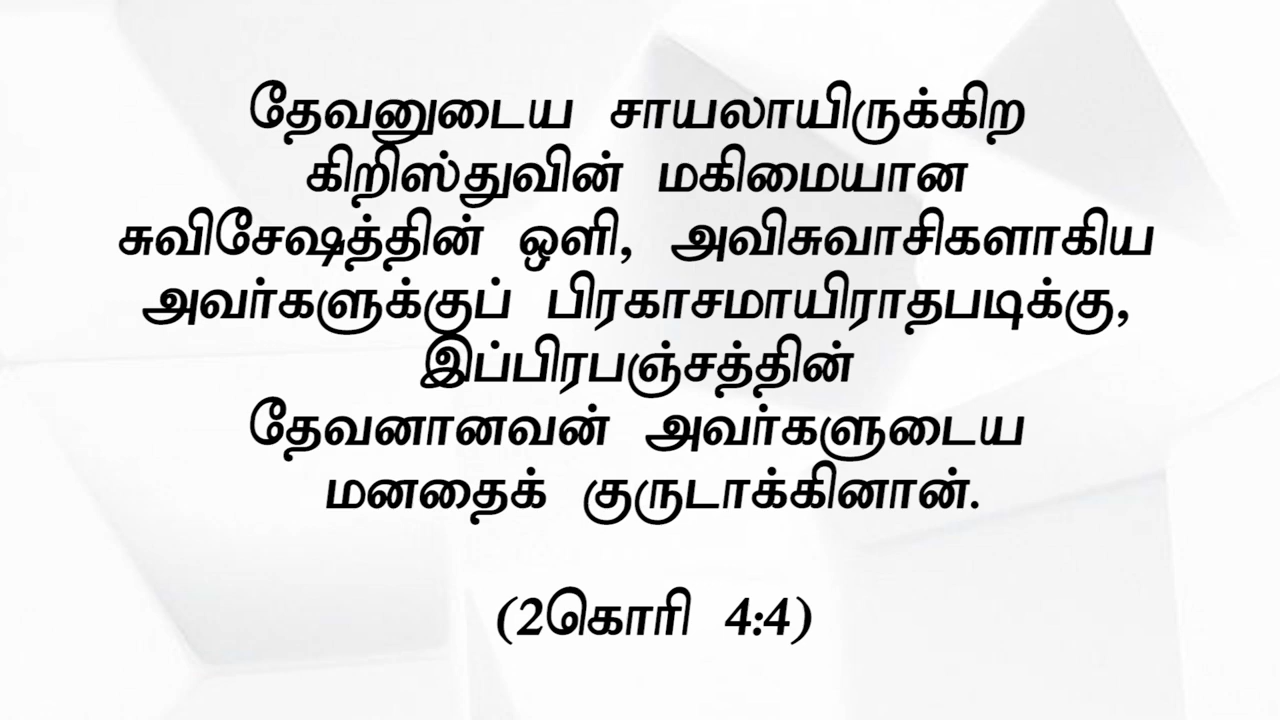 தேவனுடைய சாயலாயிருக்கிற
கிறிஸ்துவின் மகிமையான
சுவிசேஷத்தின் ஒளி, அவிசுவாசிகளாகிய
அவர்களுக்குப் பிரகாசமாயிராதபடிக்கு,
இப்பிரபஞ்சத்தின்
தேவனானவன் அவர்களுடைய
மனதைக் குருடாக்கினான்.
(2கொரி 4:4)